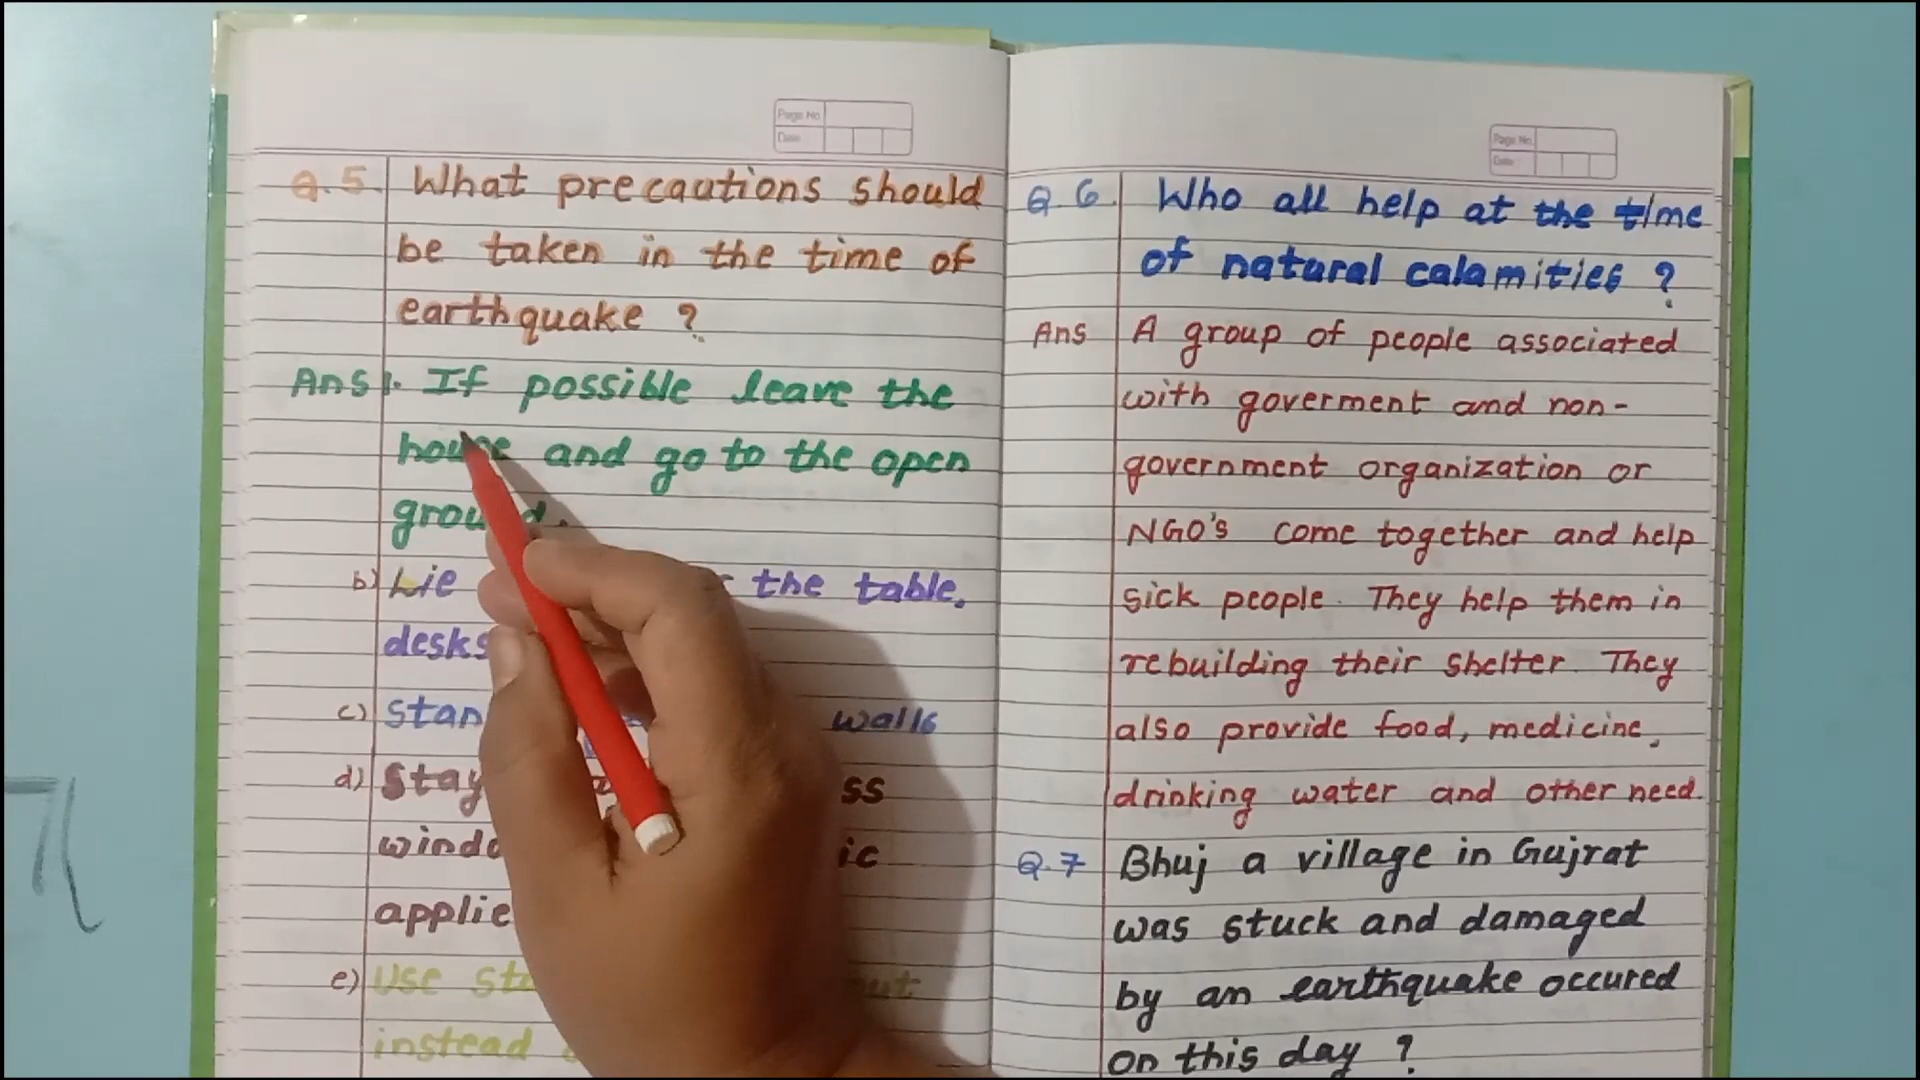 Page No
Date
Q.5. What precautions should
be taken in the time of
earthquake ?
Ans 1. If possible leave the
house and go to the open
ground.
b) Lie the table,
desks
c) walls
d) Stay
applie
e) Use
instead
Page No.
Date
Q 6. Who all help at the time
of natural calamities ?
Ans A group of people associated
with goverment and non-
government organization or
NGO's come together and help
sick people. They help them in
rebuilding their shelter. They
also provide food, medicine,
drinking water and other need.
Q.7 Bhuj a village in Gujrat
was stuck and damaged
by an earthquake occured
on this day ?